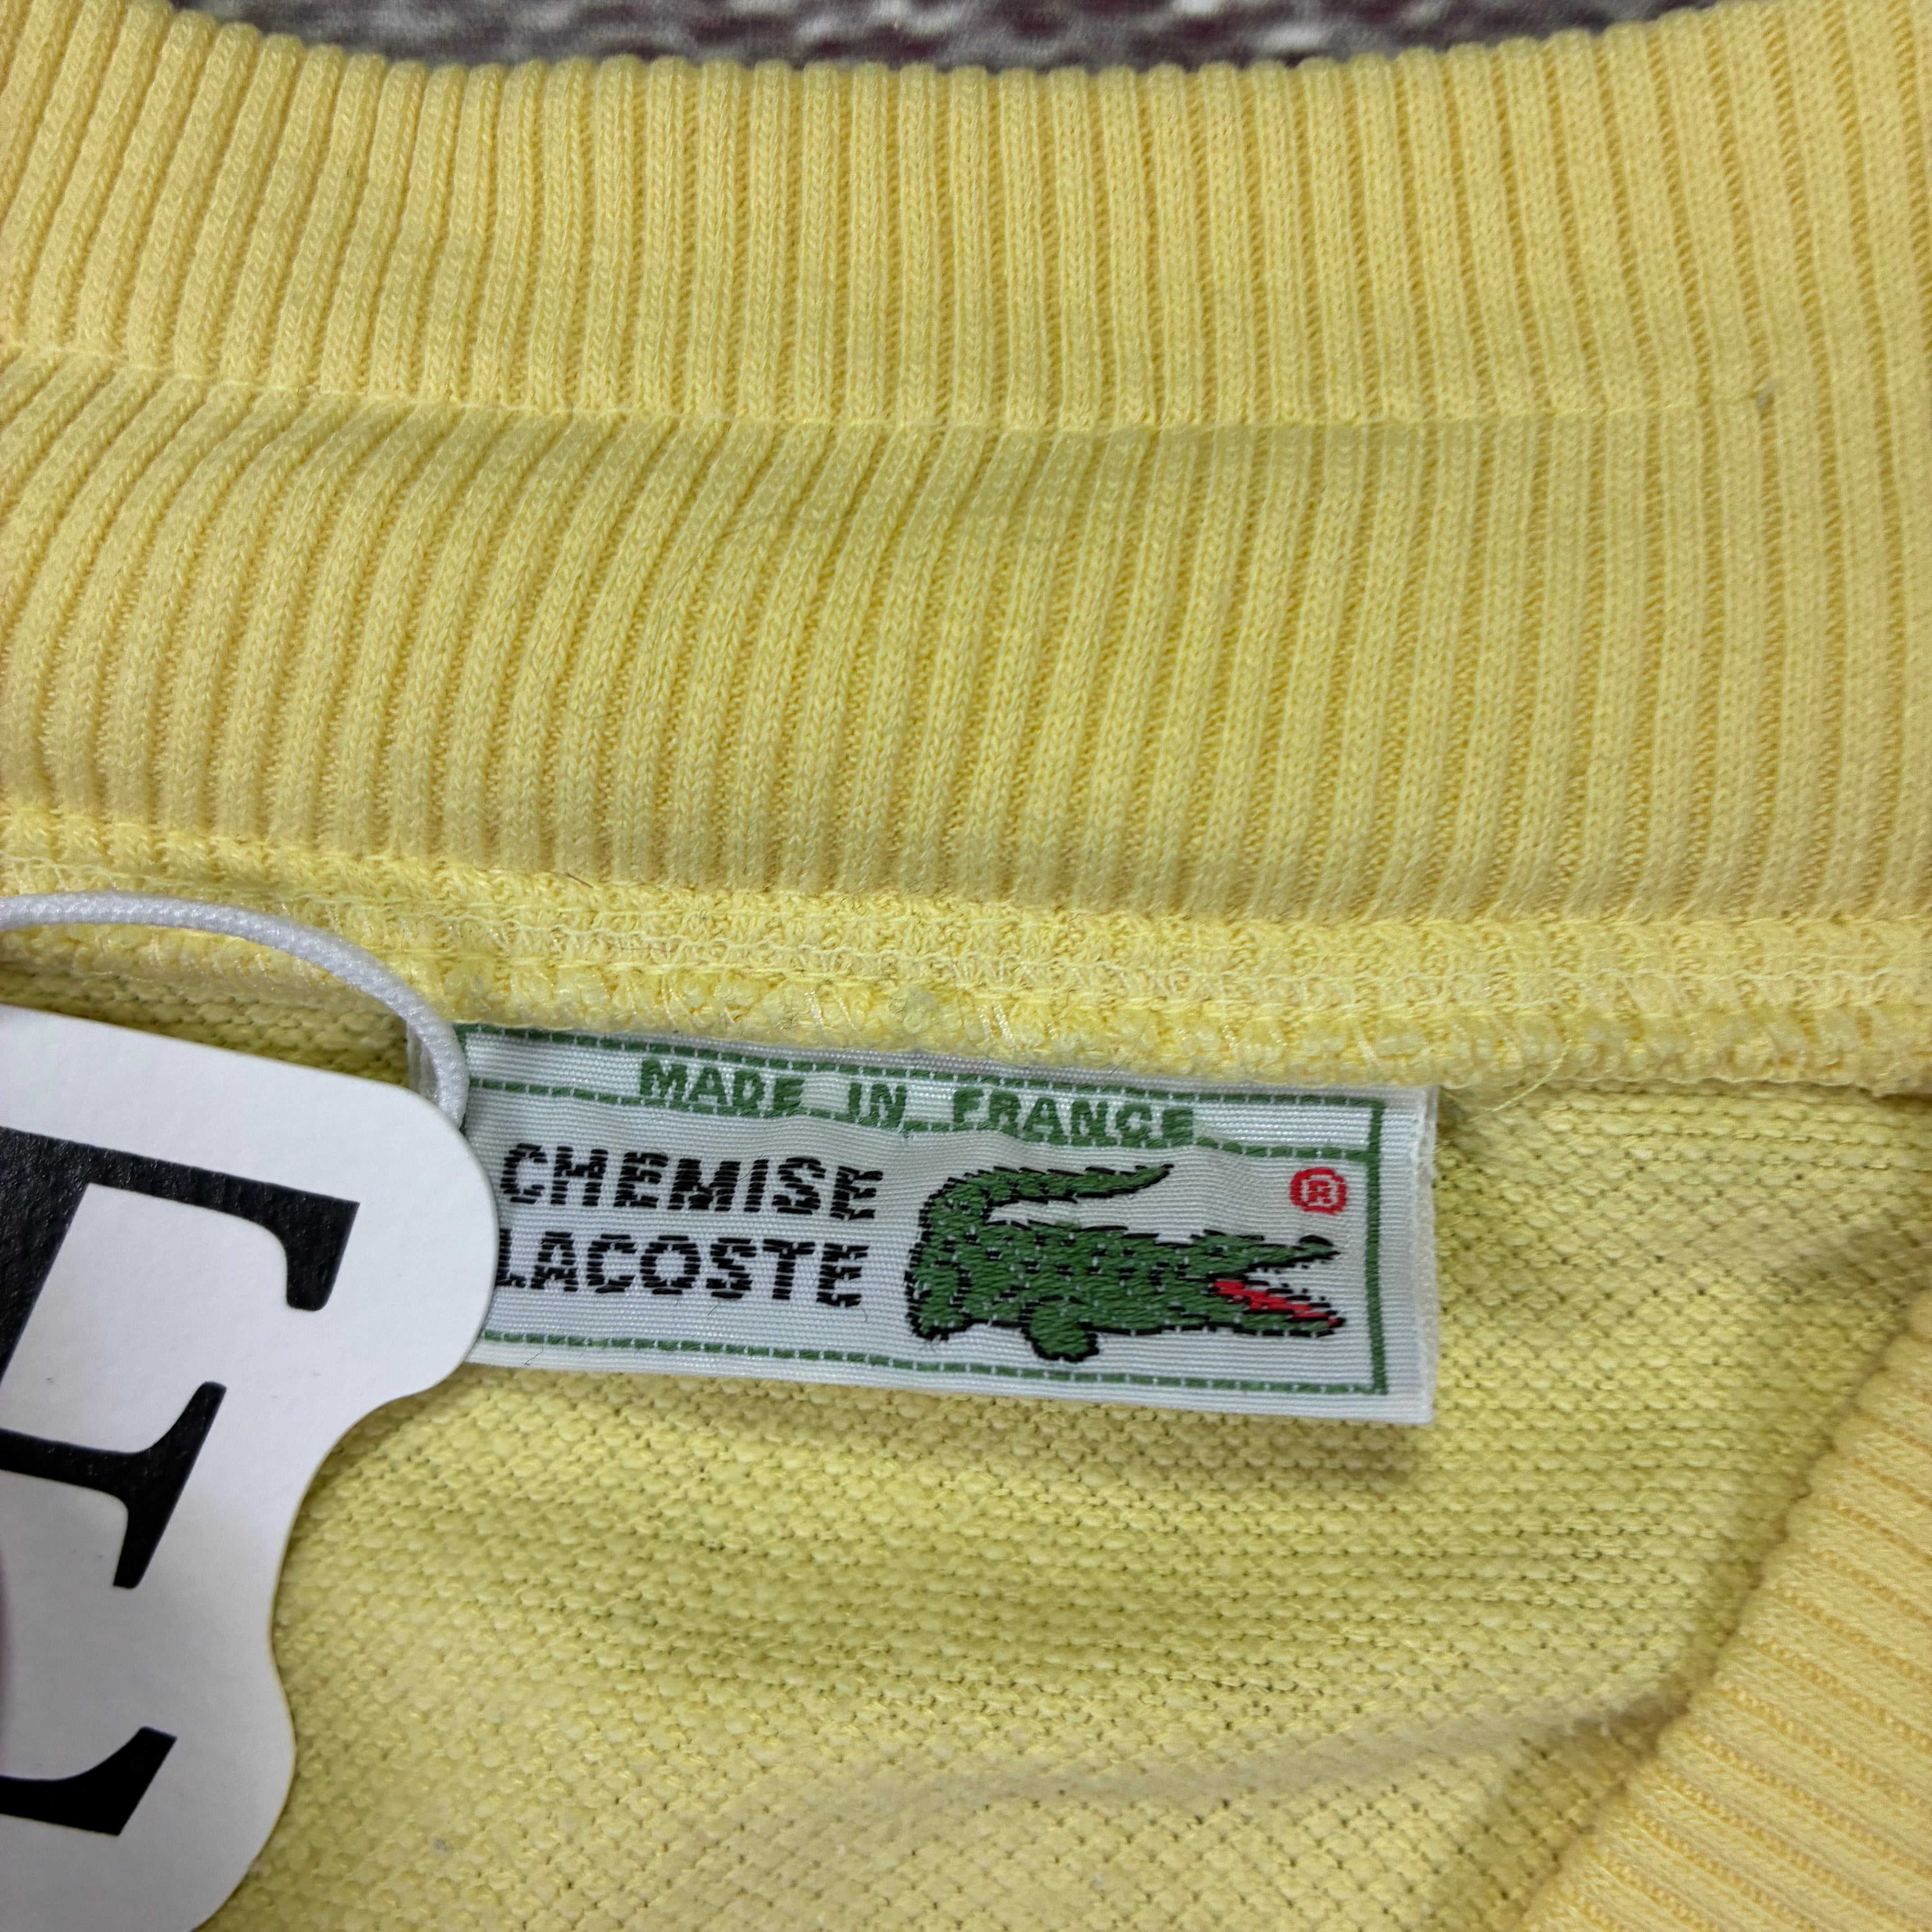 MADE IN FRANCE
CHEMISE
LACOSTE
®
E